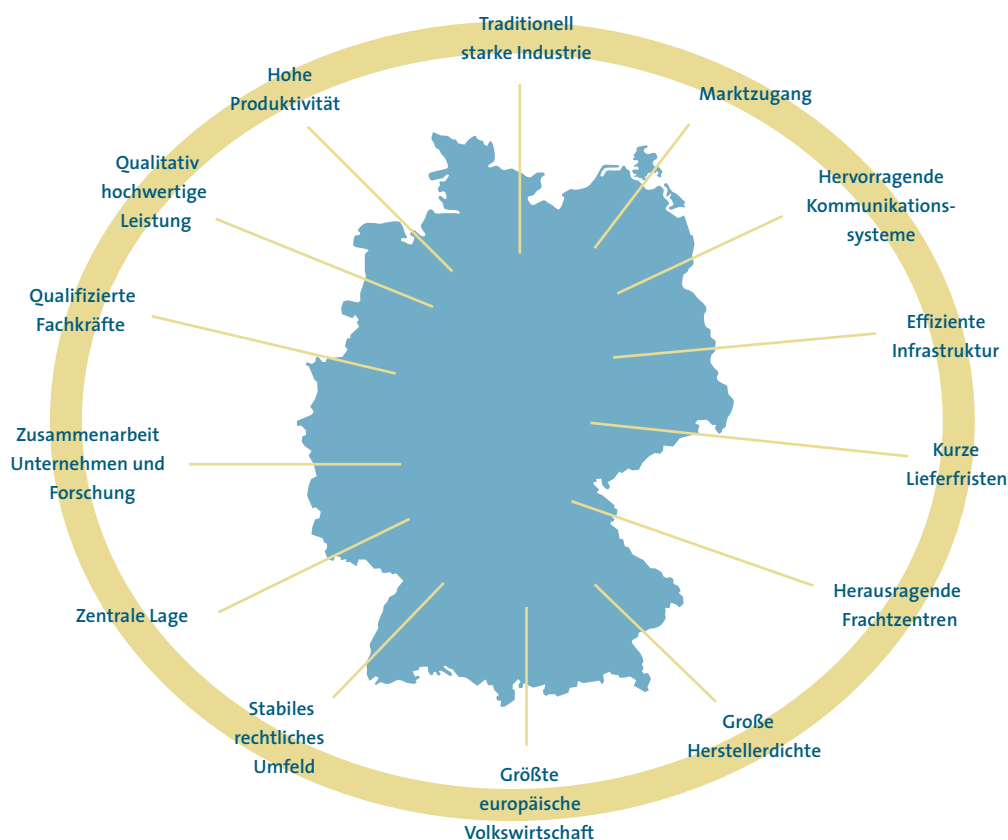 Traditionell
starke Industrie
Marktzugang
Hervorragende
Kommunikations-
systeme
Effiziente
Infrastruktur
Kurze
Lieferfristen
Herausragende
Frachtzentren
Große
Herstellerdichte
Größte
europäische
Volkswirtschaft
Stabiles
rechtliches
Umfeld
Zentrale Lage
Zusammenarbeit
Unternehmen und
Forschung
Qualifizierte
Fachkräfte
Qualitativ
hochwertige
Leistung
Hohe
Produktivität